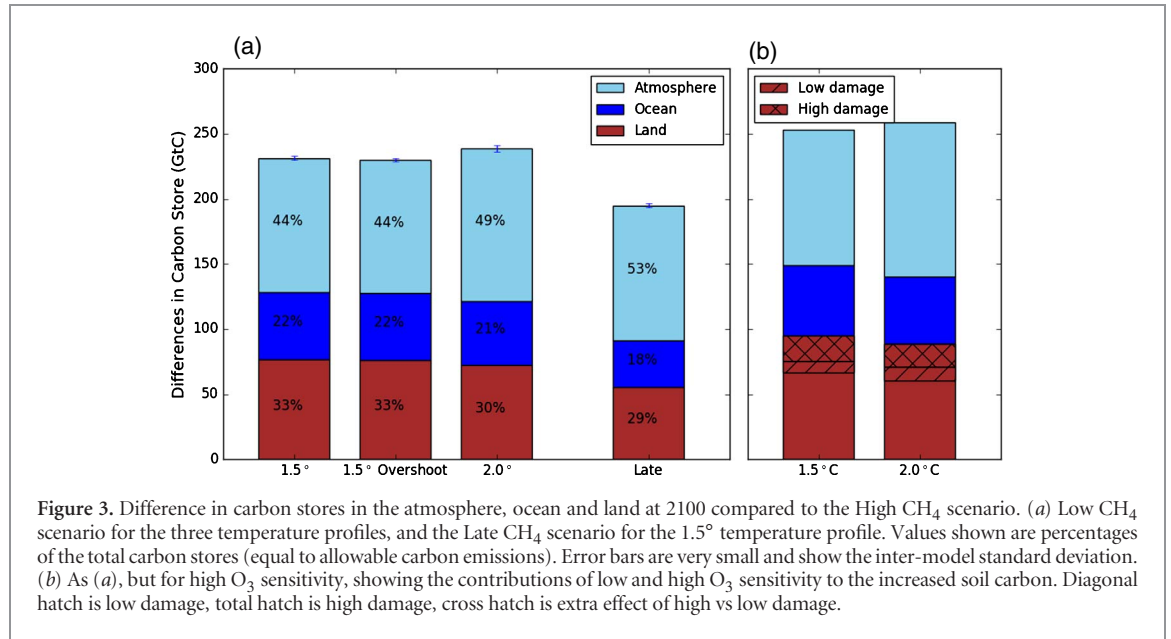 (a)
(b)
300
250
200
150
100
50
0
Differences in Carbon Store (GtC)
Atmosphere
Ocean
Land
Low damage
High damage
44%
44%
49%
53%
22%
22%
21%
18%
33%
33%
30%
29%
1.5° 1.5° Overshoot 2.0° Late
1.5°C 2.0°C
Figure 3. Difference in carbon stores in the atmosphere, ocean and land at 2100 compared to the High CH4 scenario. (a) Low CH4
scenario for the three temperature profiles, and the Late CH4 scenario for the 1.5° temperature profile. Values shown are percentages
of the total carbon stores (equal to allowable carbon emissions). Error bars are very small and show the inter-model standard deviation.
(b) As (a), but for high O3 sensitivity, showing the contributions of low and high O3 sensitivity to the increased soil carbon. Diagonal
hatch is low damage, total hatch is high damage, cross hatch is extra effect of high vs low damage.